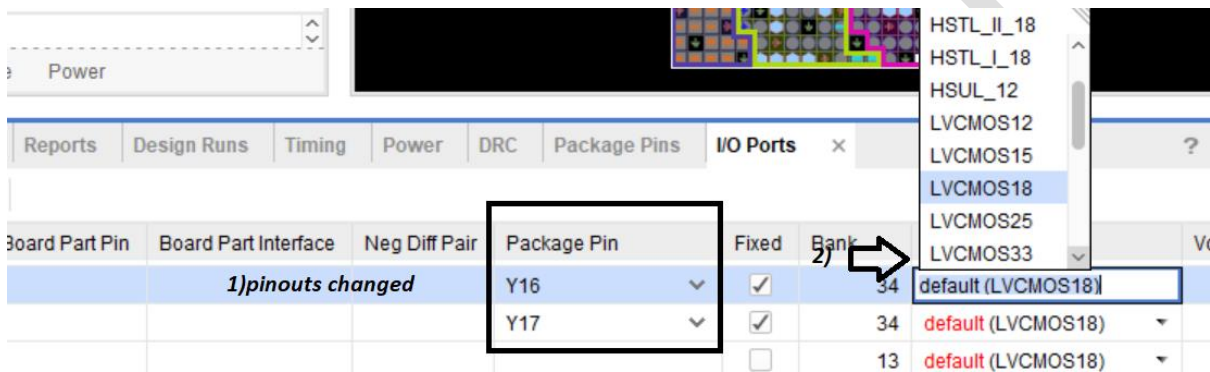 HSTL_II_18
HSTL_I_18
HSUL_12
LVCMOS12
LVCMOS15
LVCMOS18
LVCMOS25
LVCMOS33
Power
Reports Design Runs Timing Power DRC Package Pins I/O Ports × ?
Board Part Pin Board Part Interface Neg Diff Pair Package Pin Fixed Bank
1)pinouts changed Y16 34 default (LVCMOS18)
2)
Y17 34 default (LVCMOS18)
13 default (LVCMOS18)